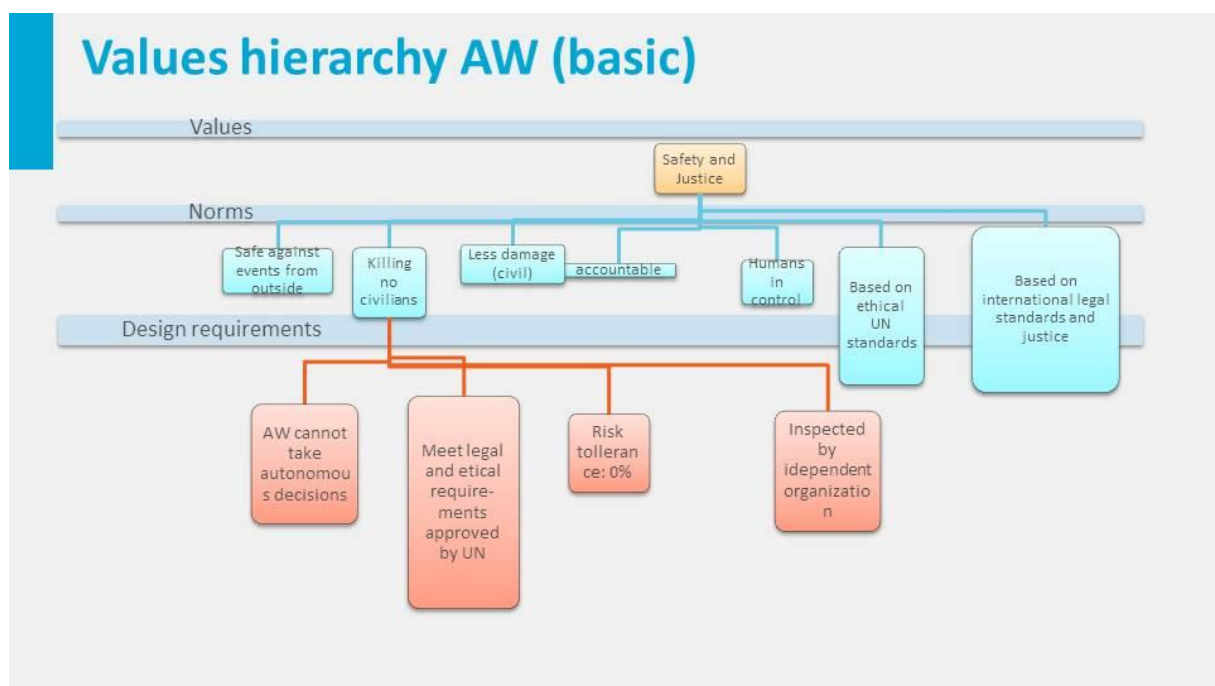 Values hierarchy AW (basic)
Values
Safety and
Justice
Norms
Safe against
events from
outside
Killing
no
civilians
Less damage
(civil)
accountable
Humans
in
control
Based on
ethical
UN
standards
Based on
international legal
standards and
justice
Design requirements
AW cannot
take
autonomou
s decisions
Meet legal
and etical
require-
ments
approved
by UN
Risk
tolleran
ce: 0%
Inspected
by
idependent
organizatio
n